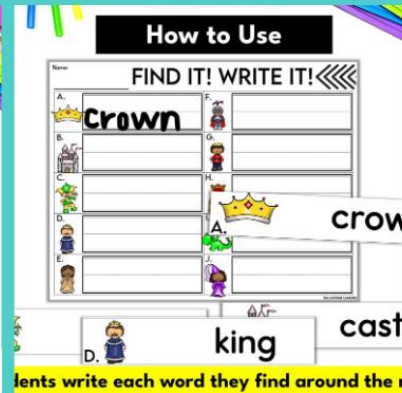 How to Use
Name:
FIND IT! WRITE IT!
A.
Crown
B.
C.
D.
E.
F.
G.
H.
J.
A.
crow
D.
king
cast
dents write each word they find around the